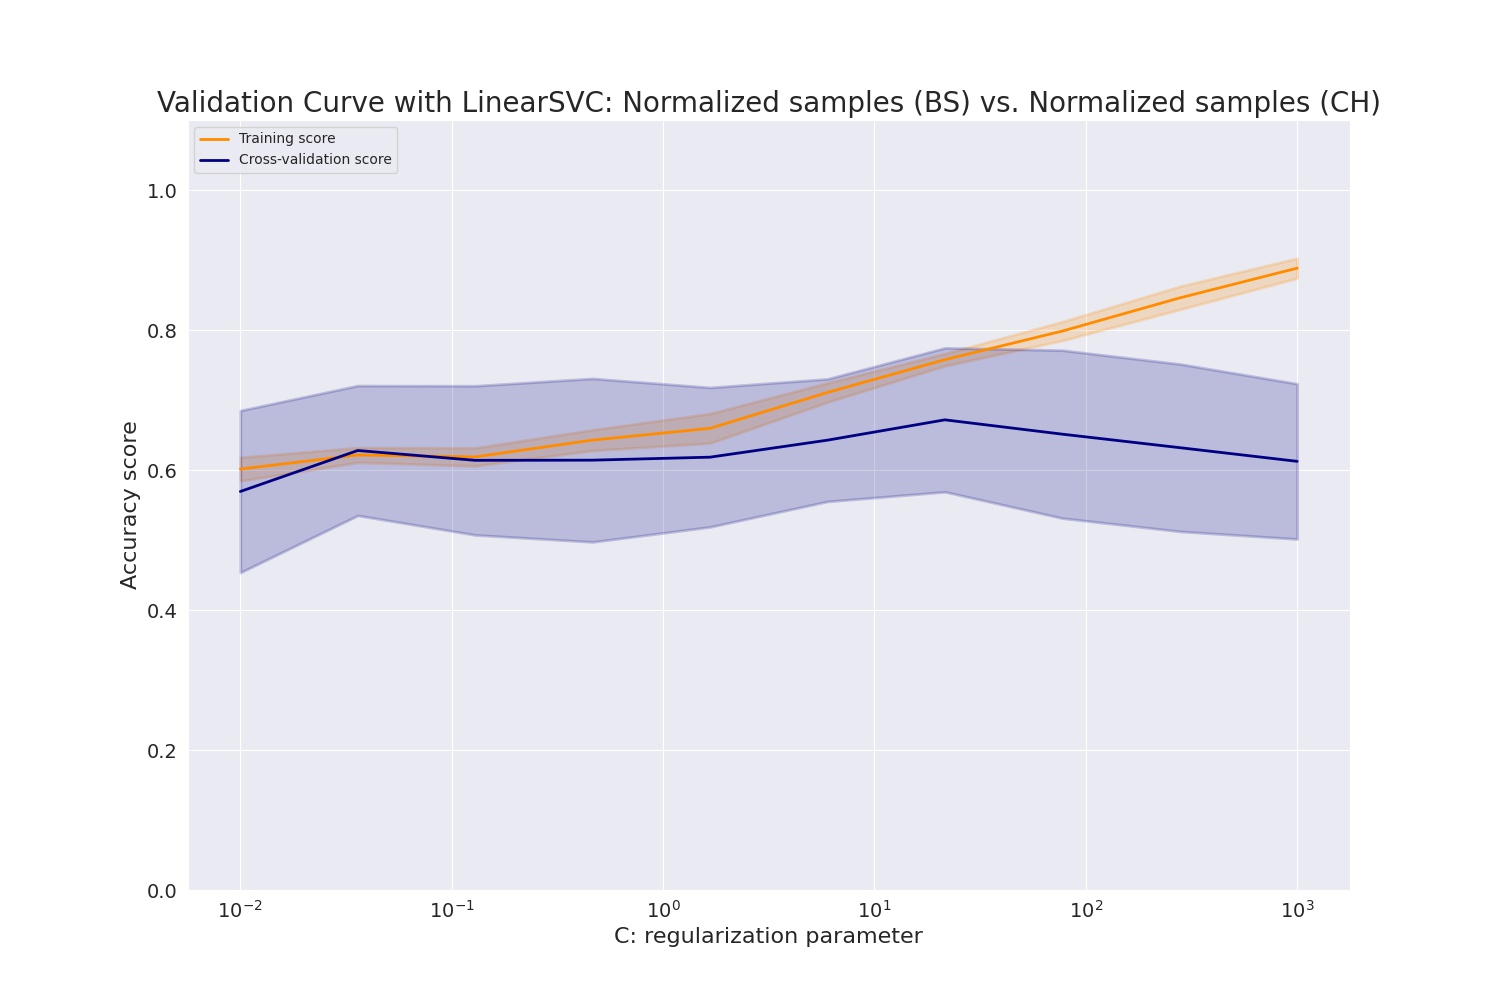 Validation Curve with LinearSVC: Normalized samples (BS) vs. Normalized samples (CH)
Training score
Cross-validation score
1.0
0.8
0.6
0.4
0.2
0.0
Accuracy score
10⁻² 10⁻¹ 10⁰ 10¹ 10² 10³
C: regularization parameter